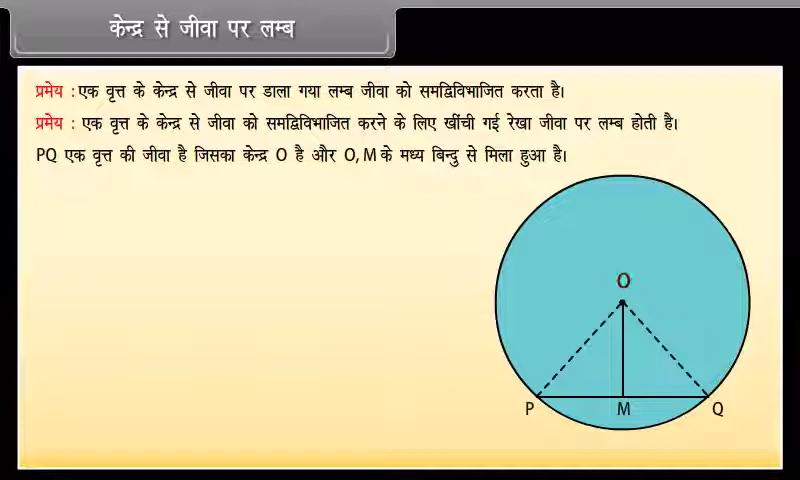 केन्द्र से जीवा पर लम्ब
प्रमेय : एक वृत्त के केन्द्र से जीवा पर डाला गया लम्ब जीवा को समद्विविभाजित करता है।
प्रमेय : एक वृत्त के केन्द्र से जीवा को समद्विविभाजित करने के लिए खींची गई रेखा जीवा पर लम्ब होती है।
PQ एक वृत्त की जीवा है जिसका केन्द्र O है और O, M के मध्य बिन्दु से मिला हुआ है।
O
P M Q